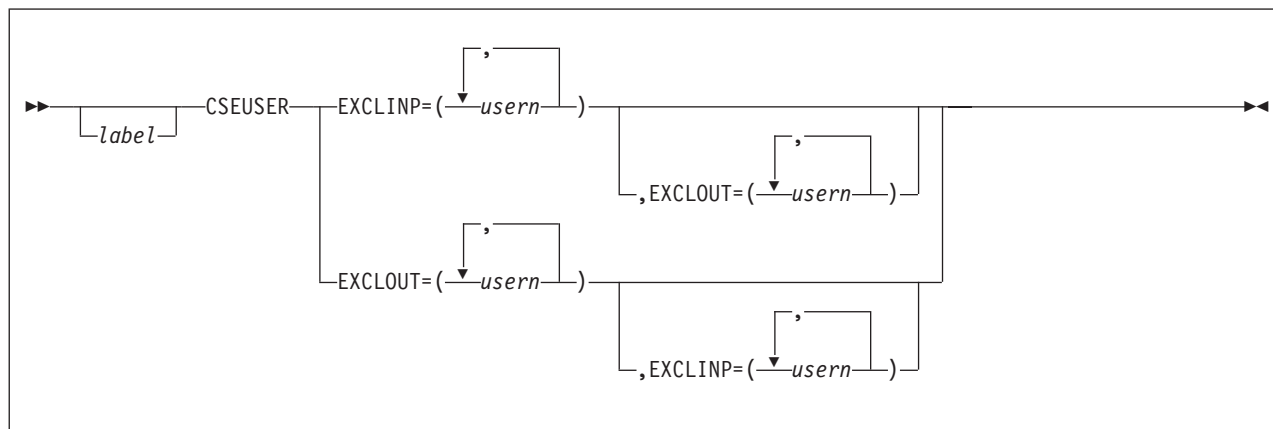 ,
CSEUSER EXCLINP=( usern )
label
,
,EXCLOUT=( usern )
,
EXCLOUT=( usern )
,
,EXCLINP=( usern )